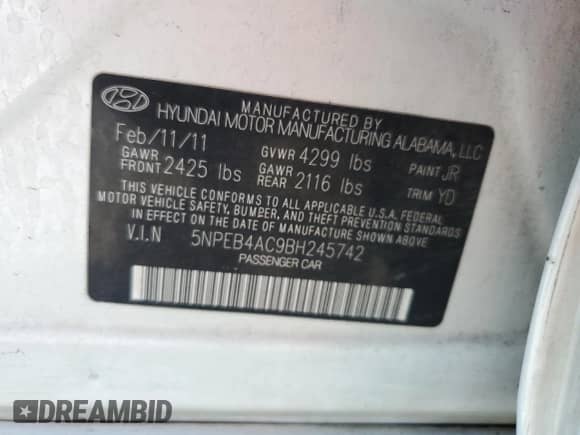 MANUFACTURED BY
HYUNDAI MOTOR MANUFACTURING ALABAMA, LLC
Feb/11/11 GVWR 4299 lbs PAINT JR
GAWR FRONT 2425 lbs GAWR REAR 2116 lbs TRIM YD
THIS VEHICLE CONFORMS TO ALL APPLICABLE U.S.A. FEDERAL
MOTOR VEHICLE SAFETY, BUMPER, AND THEFT PREVENTION STANDARDS
IN EFFECT ON THE DATE OF MANUFACTURE SHOWN ABOVE.
V.I.N 5NPEB4AC9BH245742
PASSENGER CAR
DREAMBID